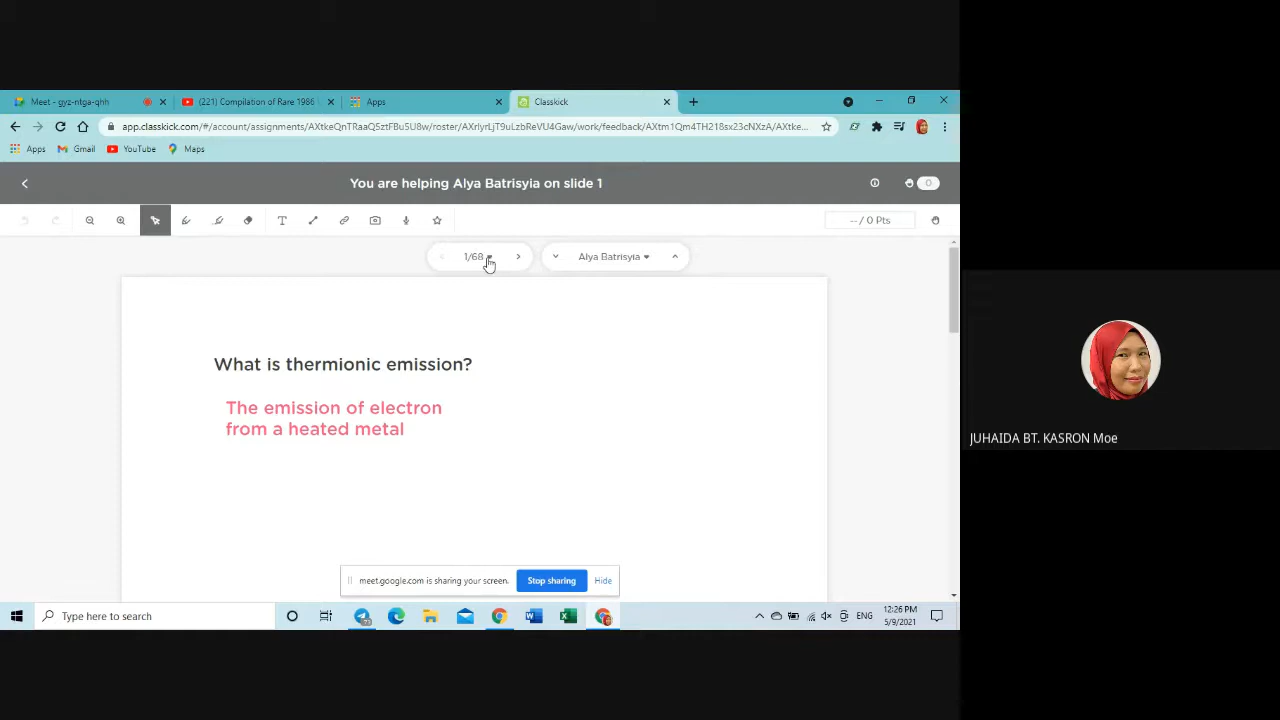 Meet - gyz-ntga-qhh
(221) Compilation of Rare 1986
Apps
Classkick
app.classkick.com/#/account/assignments/AXtkeQnTRaaQ5ztFBu5U8w/roster/AXrlyrLjT9uLzbReVU4Gaw/work/feedback/AXtm1Qm4TH218sx23cNXzA/AXtke...
Apps
Gmail
YouTube
Maps
You are helping Alya Batrisyia on slide 1
0
T
-- / 0 Pts
1/68
Alya Batrisyia
What is thermionic emission?
The emission of electron
from a heated metal
JUHAIDA BT. KASRON Moe
meet.google.com is sharing your screen.
Stop sharing
Hide
Type here to search
ENG
12:26 PM
5/9/2021